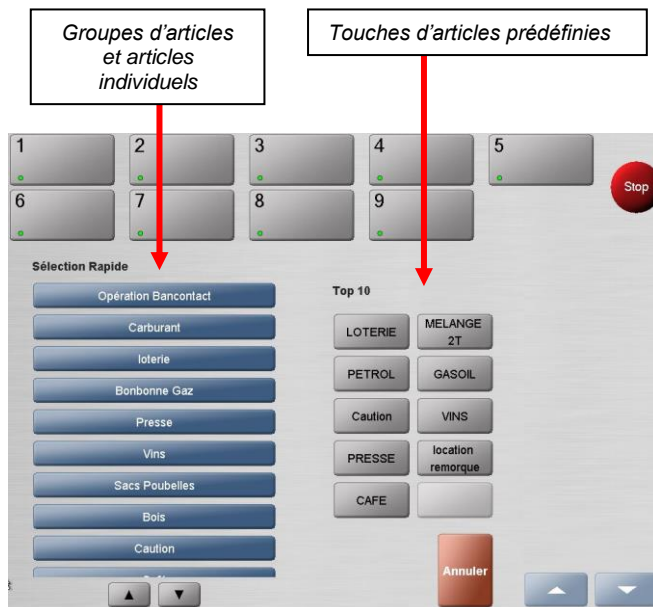 Groupes d'articles
et articles
individuels
Touches d'articles prédéfinies
1
2
3
4
5
Stop
6
7
8
9
Sélection Rapide
Opération Bancontact
Carburant
loterie
Bonbonne Gaz
Presse
Vins
Sacs Poubelles
Bois
Caution
Top 10
LOTERIE
MELANGE
2T
PETROL
GASOIL
Caution
VINS
PRESSE
location
remorque
CAFE
Annuler